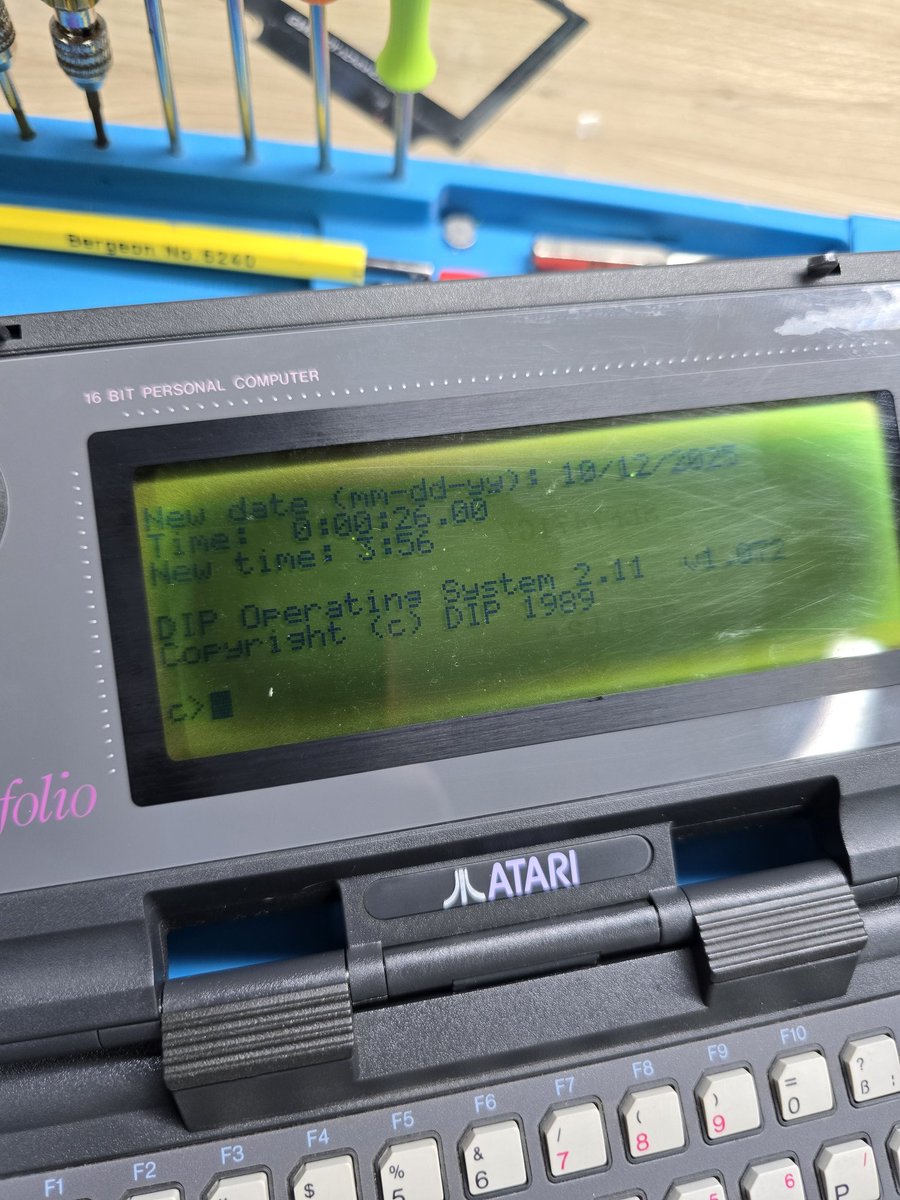 Bergeon No.6240
16 BIT PERSONAL COMPUTER
New date (mm-dd-yy): 10/12/2025
Time: 0:00:26.00
New time: 3:56
DIP Operating System 2.11 v1.072
Copyright (c) DIP 1989
c>
folio
ATARI
F1 F2 F3 F4 F5 F6 F7 F8 F9 F10
$ % & / ( ) = ?
5 6 7 8 9 0 ß :
5 6 P /